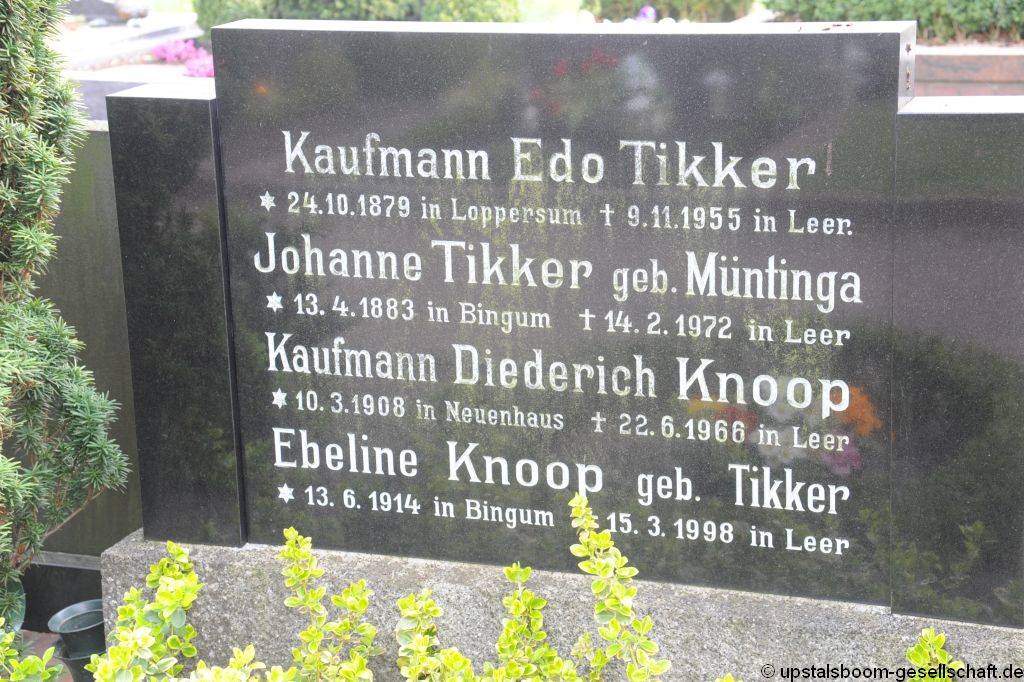 Kaufmann Edo Tikker
* 24.10.1879 in Loppersum † 9.11.1955 in Leer.
Johanne Tikker geb. Müntinga
* 13.4.1883 in Bingum † 14.2.1972 in Leer
Kaufmann Diederich Knoop
* 10.3.1908 in Neuenhaus † 22.6.1966 in Leer
Ebeline Knoop geb. Tikker
* 13.6.1914 in Bingum 15.3.1998 in Leer
© upstalsboom-gesellschaft.de